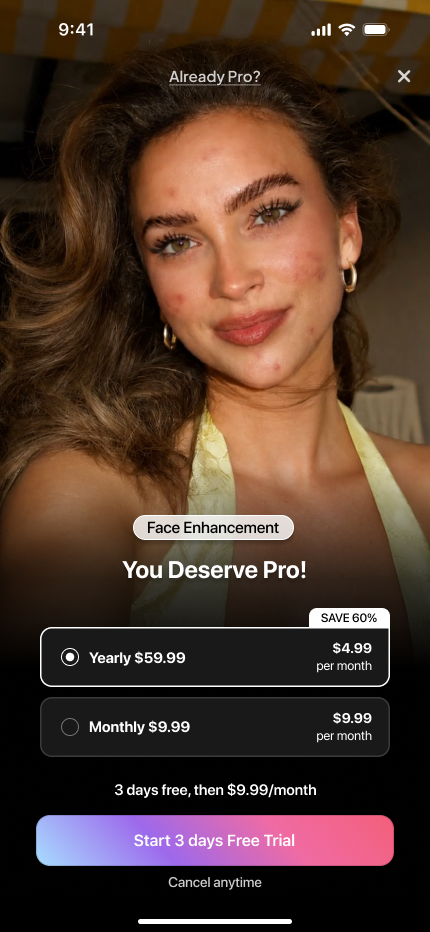 9:41
Already Pro?
Face Enhancement
You Deserve Pro!
SAVE 60%
Yearly $59.99
$4.99
per month
Monthly $9.99
$9.99
per month
3 days free, then $9.99/month
Start 3 days Free Trial
Cancel anytime